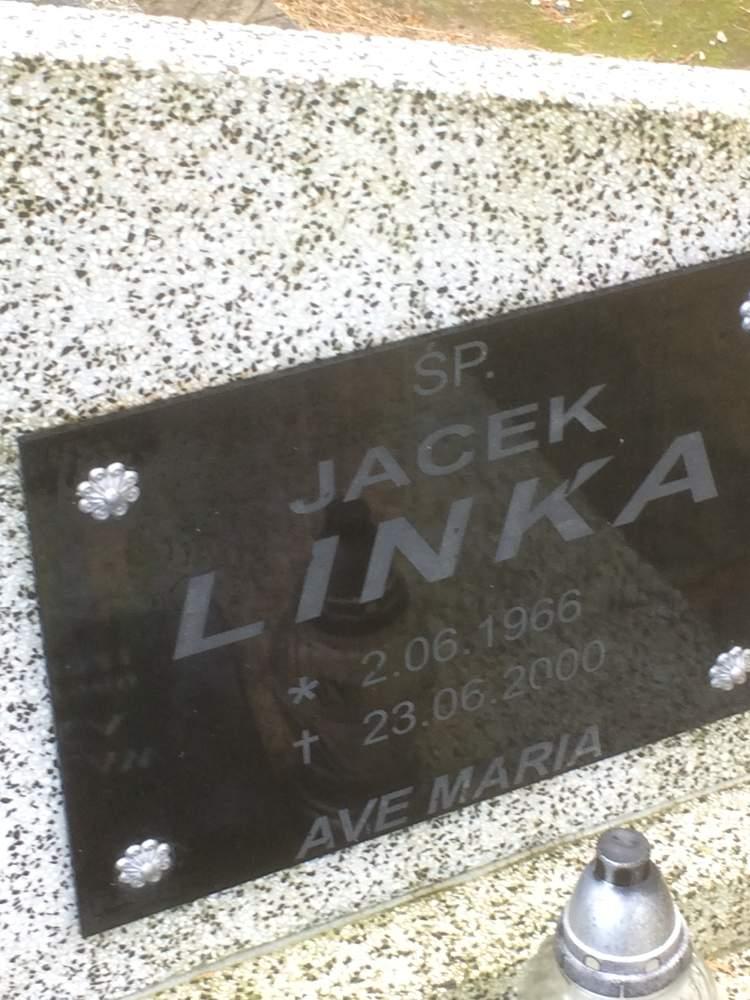 ŚP.
JACEK
LINKA
* 2.06.1966
† 23.06.2000
AVE MARIA